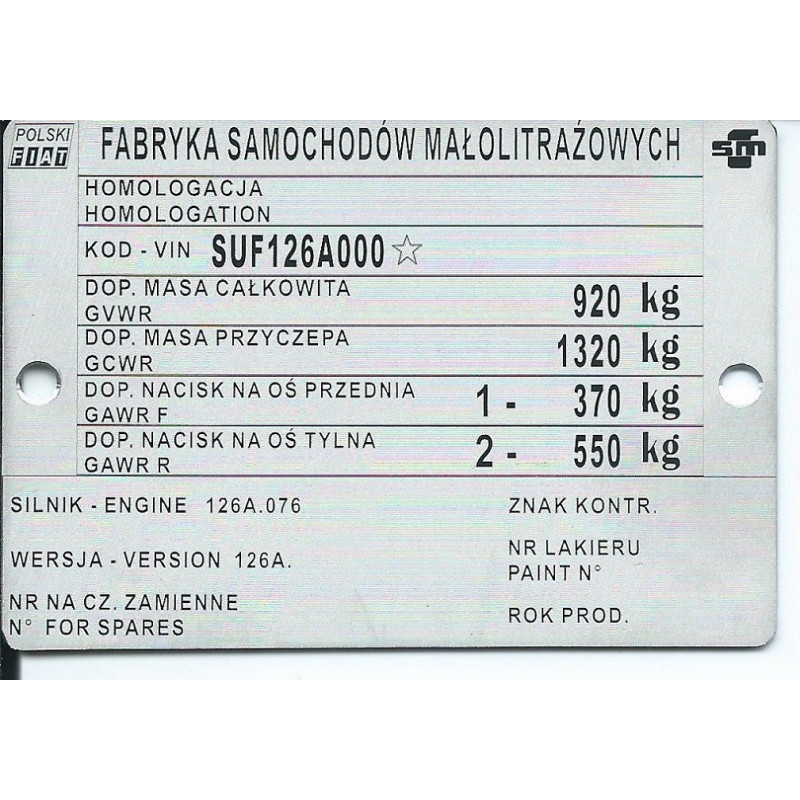 POLSKI
FIAT
FABRYKA SAMOCHODÓW MAŁOLITRAŻOWYCH
sm
HOMOLOGACJA
HOMOLOGATION
KOD - VIN SUF126A000☆
DOP. MASA CAŁKOWITA
GVWR
920 kg
DOP. MASA PRZYCZEPA
GCWR
1320 kg
DOP. NACISK NA OŚ PRZEDNIA
GAWR F
1 - 370 kg
DOP. NACISK NA OŚ TYLNA
GAWR R
2 - 550 kg
SILNIK - ENGINE 126A.076
ZNAK KONTR.
WERSJA - VERSION 126A.
NR LAKIERU
PAINT N°
NR NA CZ. ZAMIENNE
N° FOR SPARES
ROK PROD.